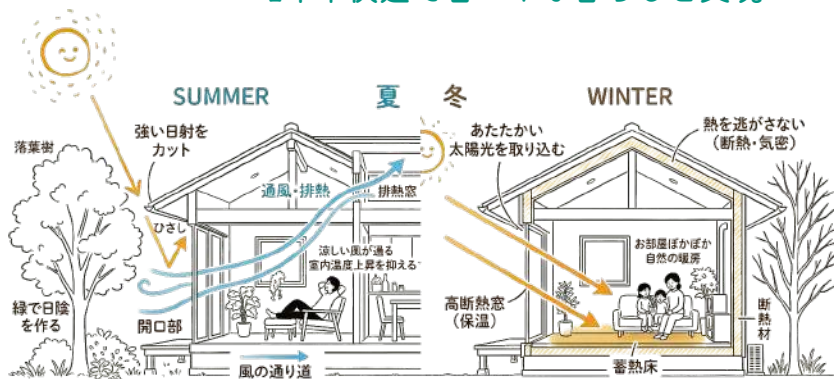 SUMMER
夏
冬
WINTER
落葉樹
強い日射を
カット
通風・排熱
排熱窓
ひさし
涼しい風が通る
室内温度上昇を抑える
緑で日陰
を作る
開口部
風の通り道
あたたかい
太陽光を取り込む
熱を逃がさない
(断熱・気密)
お部屋ぽかぽか
自然の暖房
高断熱窓
(保温)
断熱材
蓄熱床